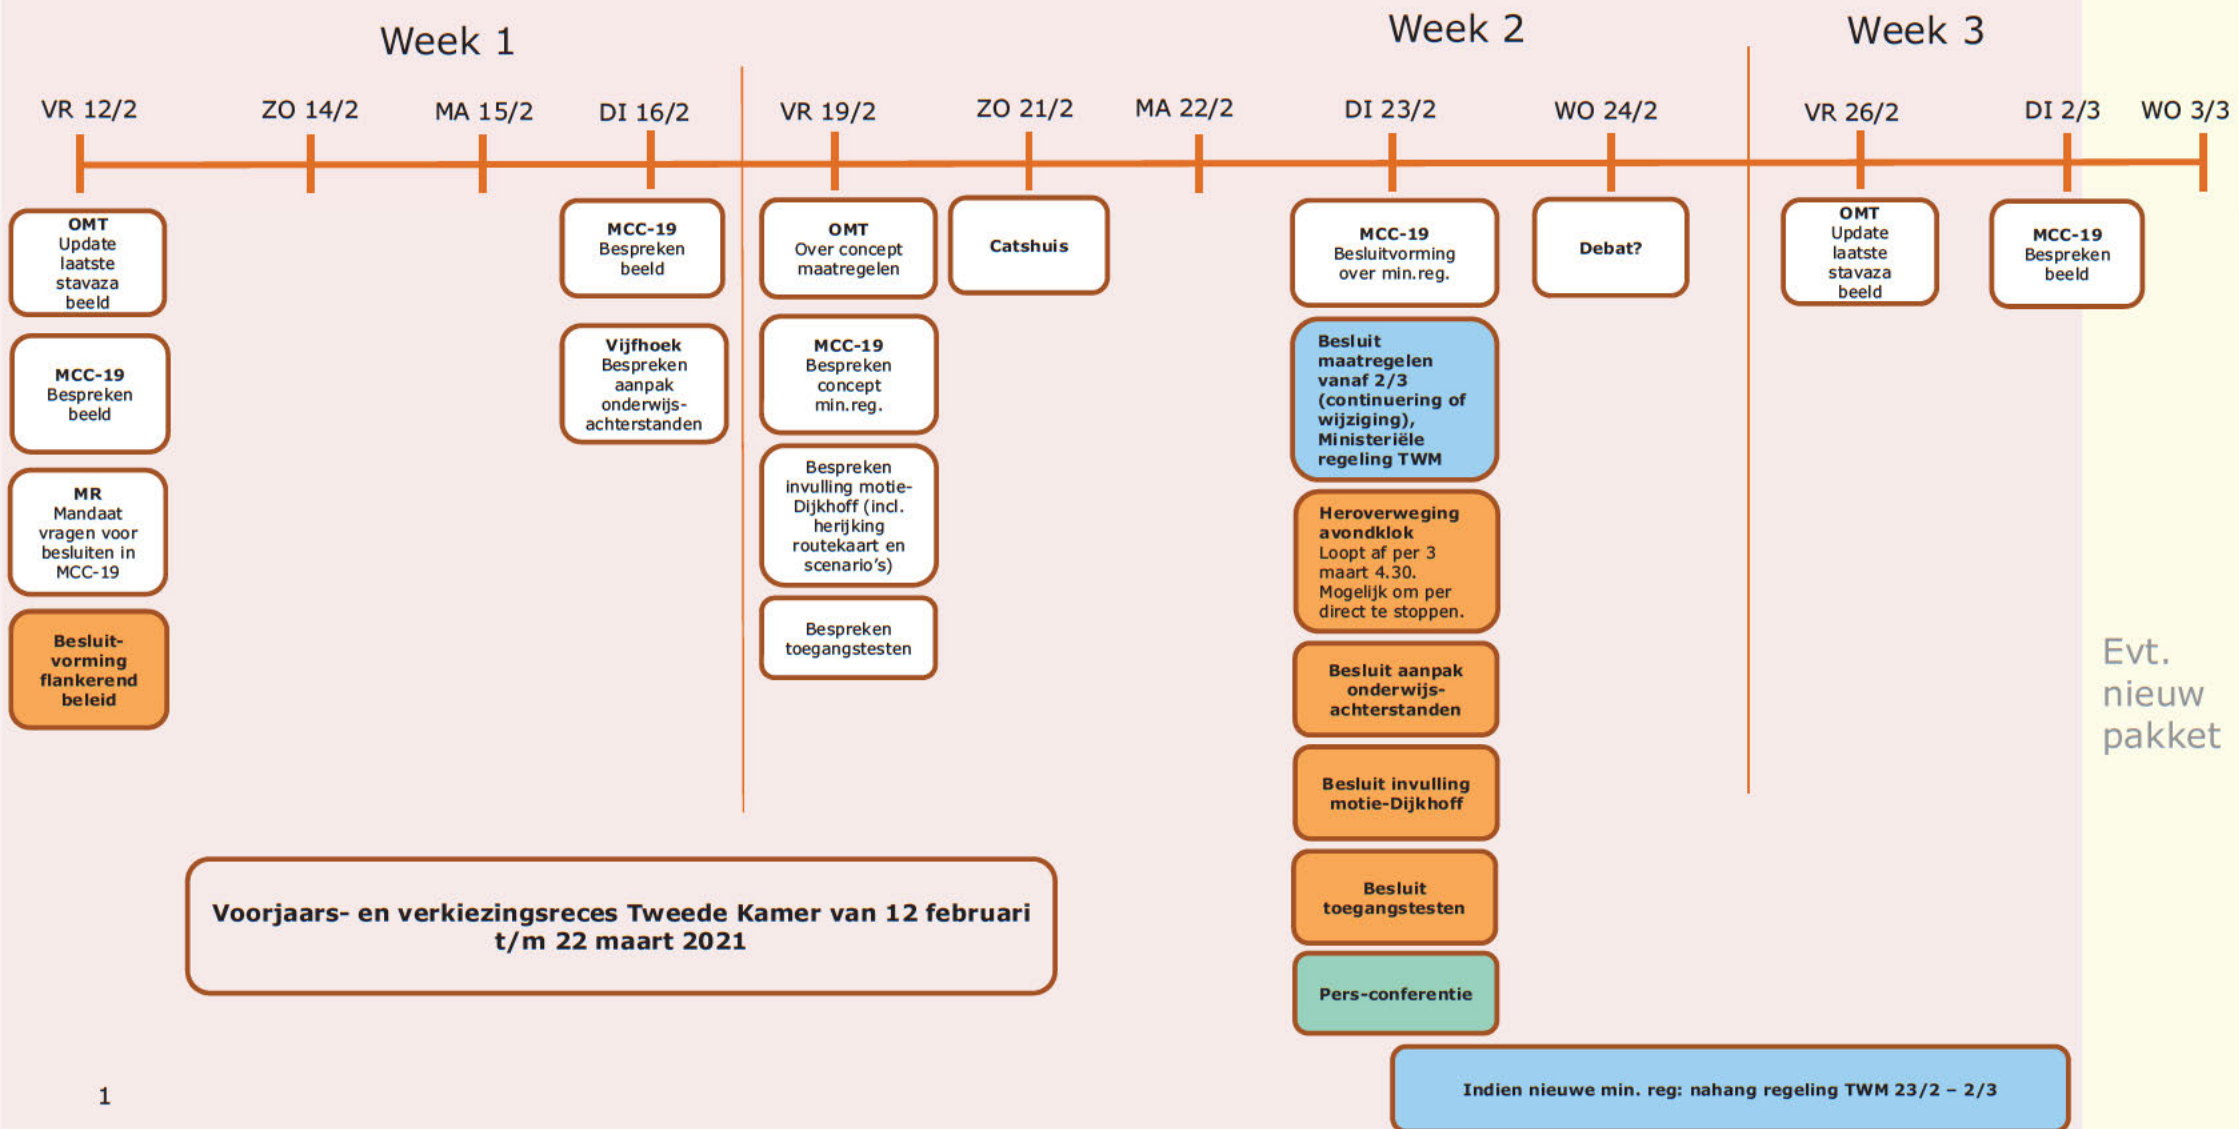 Week 1
Week 2
Week 3
VR 12/2
ZO 14/2
MA 15/2
DI 16/2
VR 19/2
ZO 21/2
MA 22/2
DI 23/2
WO 24/2
VR 26/2
DI 2/3
WO 3/3
OMT
Update
laatste
stavaza
beeld
MCC-19
Bespreken
beeld
MR
Mandaat
vragen voor
besluiten in
MCC-19
Besluit-
vorming
flankerend
beleid
MCC-19
Bespreken
beeld
Vijfhoek
Bespreken
aanpak
onderwijs-
achterstanden
OMT
Over concept
maatregelen
MCC-19
Bespreken
concept
min.reg.
Bespreken
invulling motie-
Dijkhoff (incl.
herijking
routekaart en
scenario's)
Bespreken
toegangstesten
Catshuis
MCC-19
Besluitvorming
over min.reg.
Besluit
maatregelen
vanaf 2/3
(continuering of
wijziging),
Ministeriële
regeling TWM
Heroverweging
avondklok
Loopt af per 3
maart 4.30.
Mogelijk om per
direct te stoppen.
Besluit aanpak
onderwijs-
achterstanden
Besluit invulling
motie-Dijkhoff
Besluit
toegangstesten
Pers-conferentie
Debat?
OMT
Update
laatste
stavaza
beeld
MCC-19
Bespreken
beeld
Evt.
nieuw
pakket
Voorjaars- en verkiezingsreces Tweede Kamer van 12 februari
t/m 22 maart 2021
Indien nieuwe min. reg: nahang regeling TWM 23/2 – 2/3
1